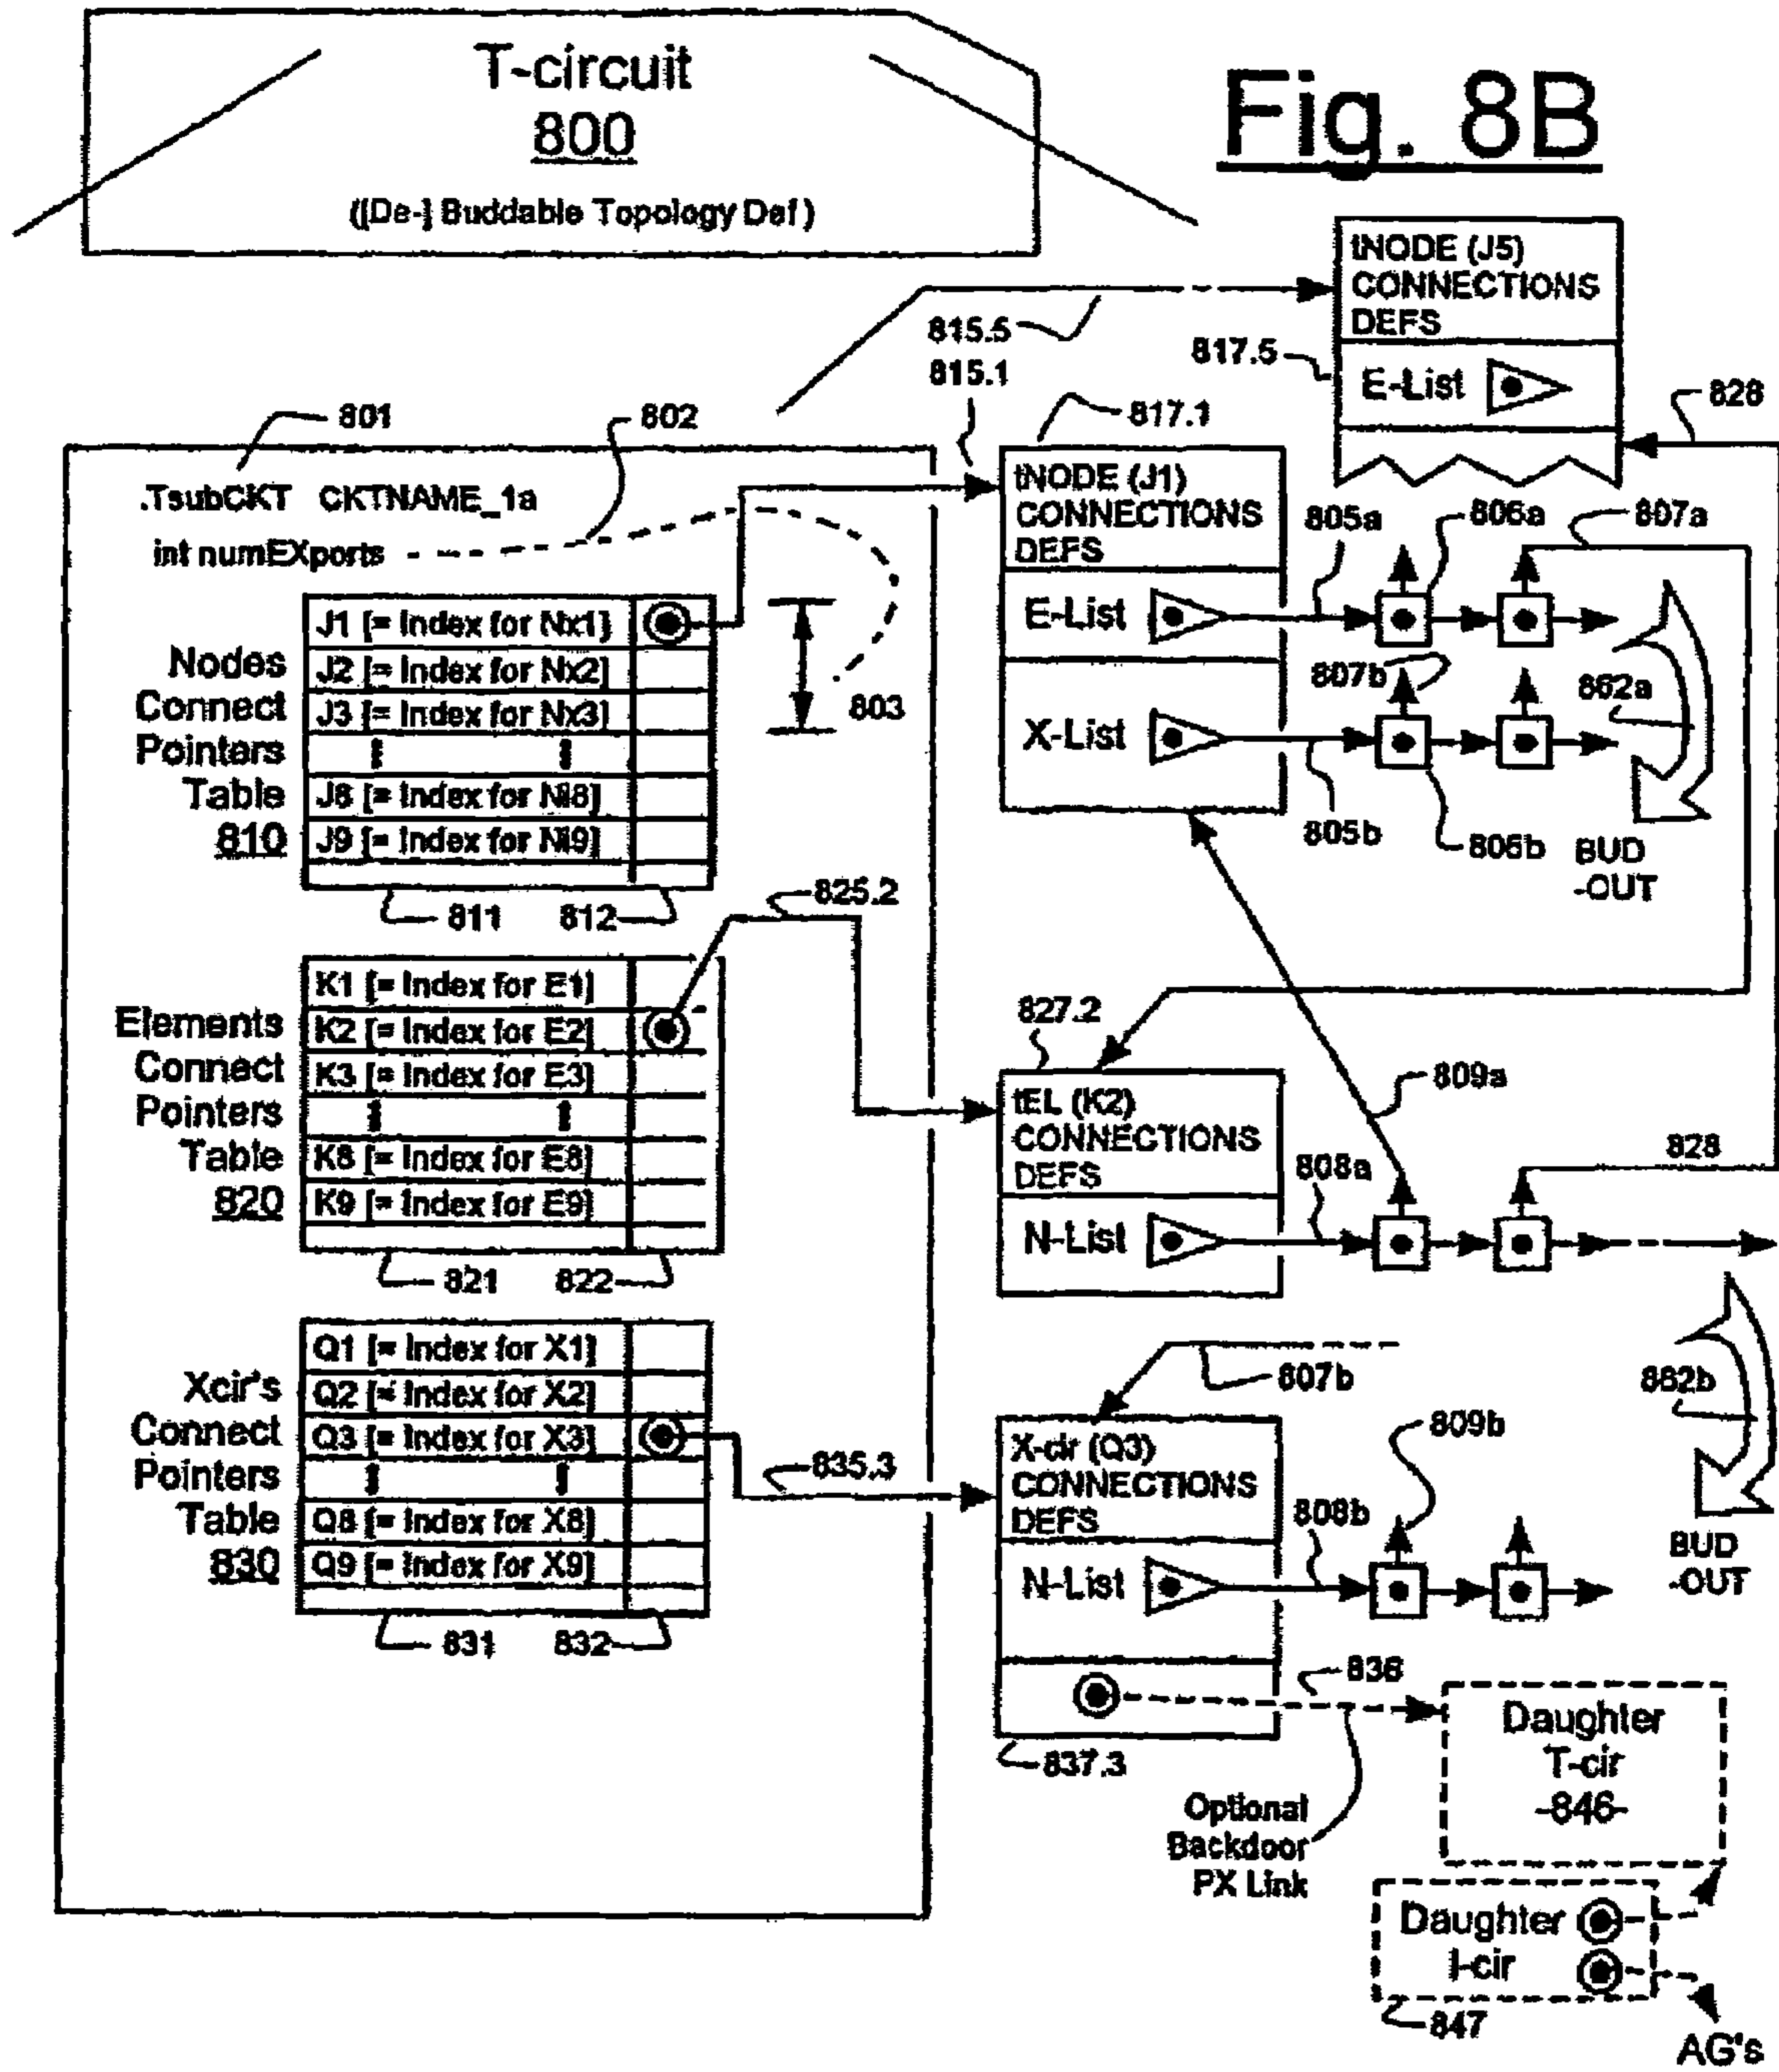 T-circuit
800
([De-] Buddable Topology Def)
Fig. 8B
tNODE (J5)
CONNECTIONS
DEFS
E-List
815.5
815.1
817.5
828
801
802
817.1
.TsubCKT CKTNAME_1a
int numEXports
tNODE (J1)
CONNECTIONS
DEFS
E-List
X-List
805a
806a
807a
807b
862a
805b
806b
BUD
-OUT
803
Nodes
Connect
Pointers
Table
810
J1 [= Index for Nx1]
J2 [= Index for Nx2]
J3 [= Index for Nx3]
J8 [= Index for Ni8]
J9 [= Index for Ni9]
811
812
825.2
Elements
Connect
Pointers
Table
820
K1 [= Index for E1]
K2 [= Index for E2]
K3 [= Index for E3]
K8 [= Index for E8]
K9 [= Index for E9]
821
822
827.2
809a
tEL (K2)
CONNECTIONS
DEFS
N-List
808a
828
Xcir's
Connect
Pointers
Table
830
Q1 [= Index for X1]
Q2 [= Index for X2]
Q3 [= Index for X3]
Q8 [= Index for X8]
Q9 [= Index for X9]
831
832
835.3
807b
862b
809b
X-cir (Q3)
CONNECTIONS
DEFS
N-List
808b
BUD
-OUT
836
837.3
Optional
Backdoor
PX Link
Daughter
T-cir
-846-
Daughter
I-cir
847
AG's